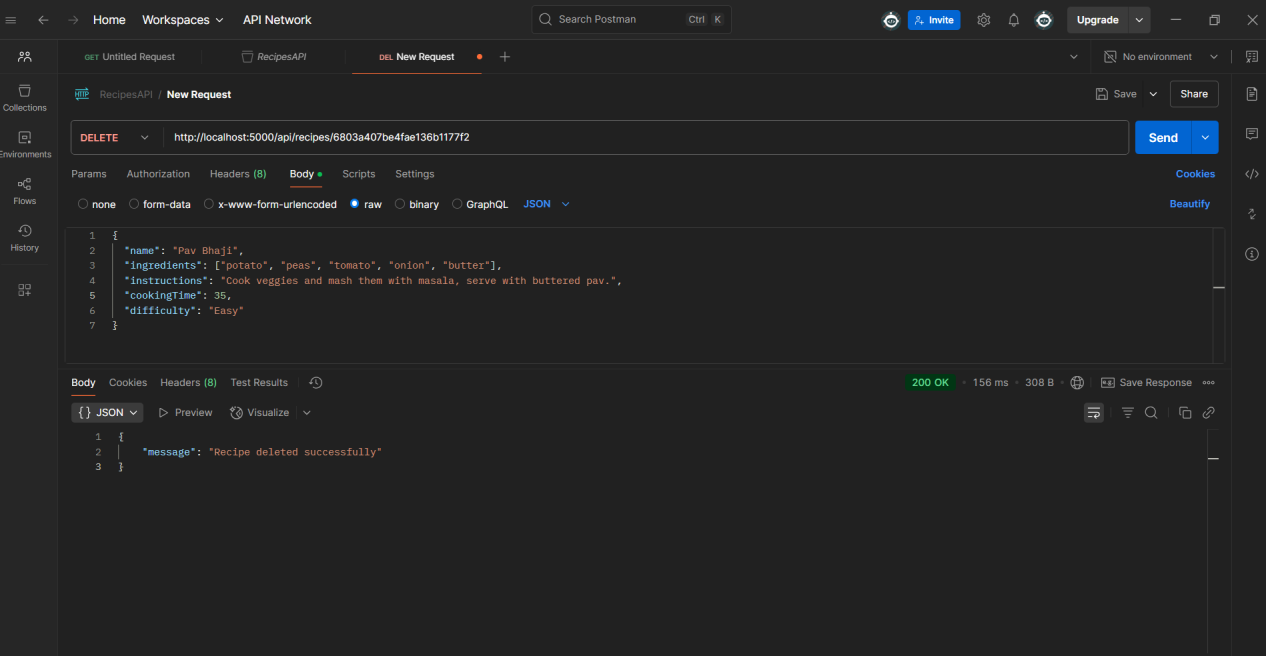 Home Workspaces API Network Search Postman Ctrl K Invite Upgrade
GET Untitled Request RecipesAPI DEL New Request No environment
Collections
Environments
Flows
History
HTTP RecipesAPI / New Request Save Share
DELETE http://localhost:5000/api/recipes/6803a407be4fae136b1177f2 Send
Params Authorization Headers (8) Body Scripts Settings Cookies
none form-data x-www-form-urlencoded raw binary GraphQL JSON Beautify
1 {
2 "name": "Pav Bhaji",
3 "ingredients": ["potato", "peas", "tomato", "onion", "butter"],
4 "instructions": "Cook veggies and mash them with masala, serve with buttered pav.",
5 "cookingTime": 35,
6 "difficulty": "Easy"
7 }
Body Cookies Headers (8) Test Results 200 OK 156 ms 308 B Save Response
{} JSON Preview Visualize
1 {
2 "message": "Recipe deleted successfully"
3 }